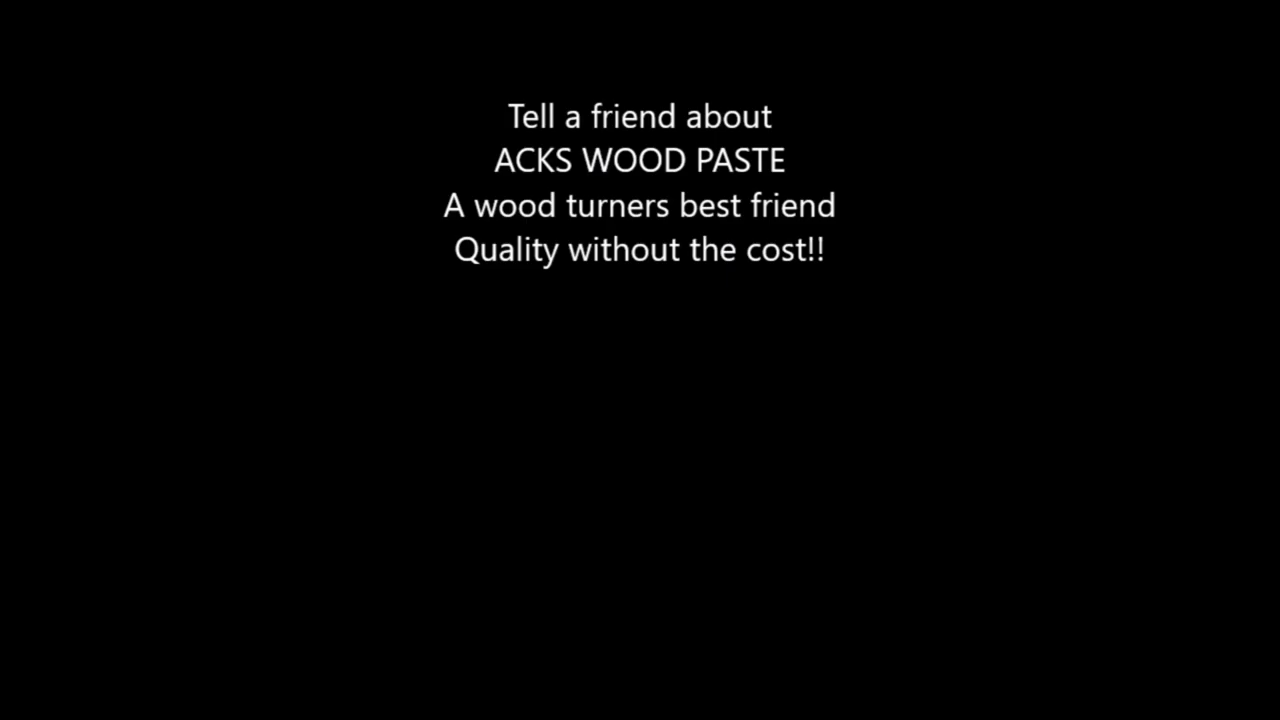 Tell a friend about
ACKS WOOD PASTE
A wood turners best friend
Quality without the cost!!